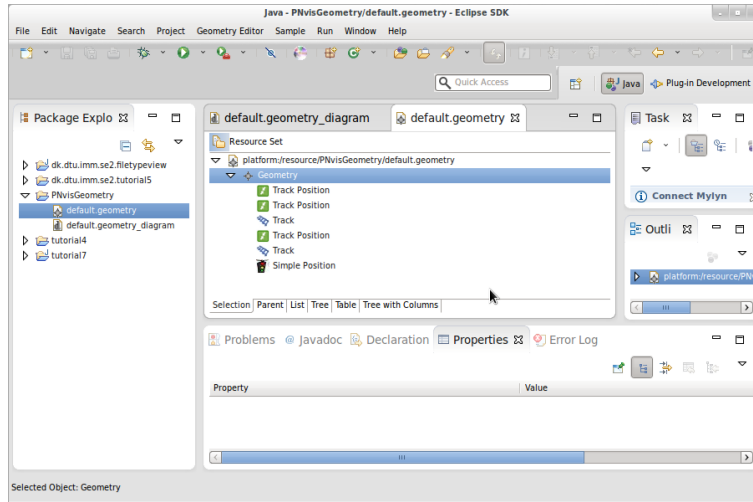 Java - PNvisGeometry/default.geometry - Eclipse SDK
File Edit Navigate Search Project Geometry Editor Sample Run Window Help
Quick Access
Java
Plug-in Development
Package Explo
dk.dtu.imm.se2.filetypeview
dk.dtu.imm.se2.tutorial5
PNvisGeometry
default.geometry
default.geometry_diagram
tutorial4
tutorial7
default.geometry_diagram
default.geometry
Resource Set
platform:/resource/PNvisGeometry/default.geometry
Geometry
Track Position
Track Position
Track
Track Position
Track
Simple Position
Selection Parent List Tree Table Tree with Columns
Task
Connect Mylyn
Outli
platform:/resource/PN
Problems @ Javadoc Declaration Properties Error Log
Property Value
Selected Object: Geometry